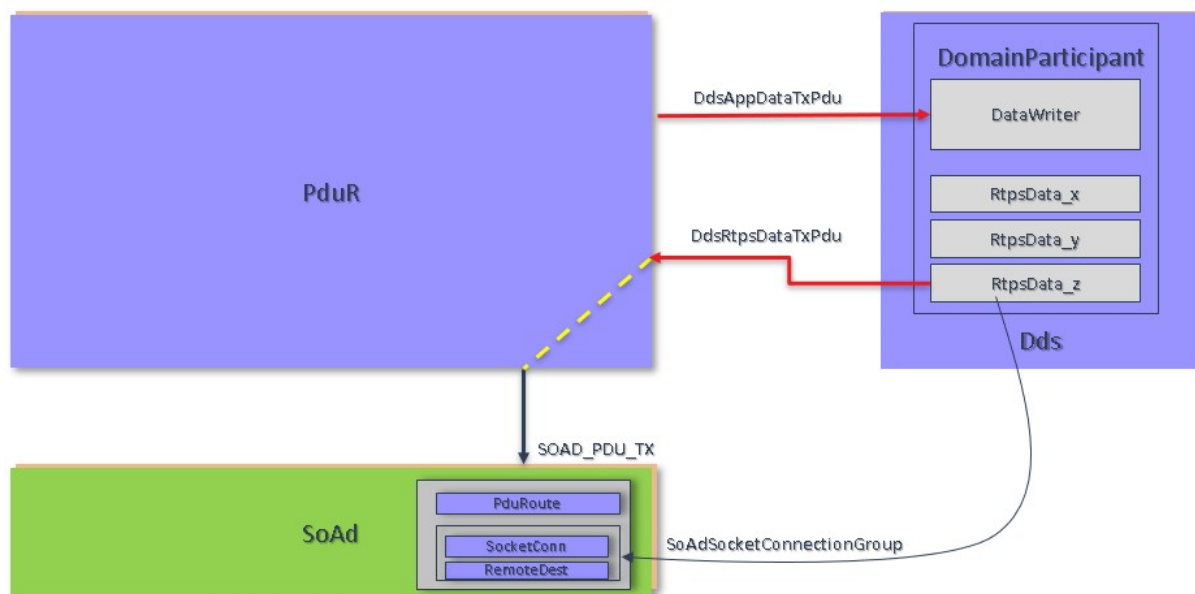 DomainParticipant
DdsAppDataTxPdu
DataWriter
PduR
RtpsData_x
DdsRtpsDataTxPdu
RtpsData_y
RtpsData_z
Dds
SOAD_PDU_TX
PduRoute
SoAd
SocketConn
SoAdSocketConnectionGroup
RemoteDest